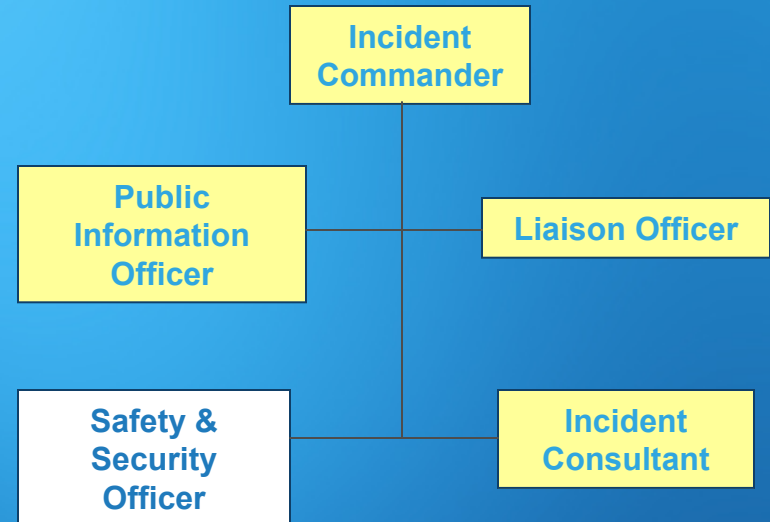 Incident
Commander
Public
Information
Officer
Liaison Officer
Safety &
Security
Officer
Incident
Consultant